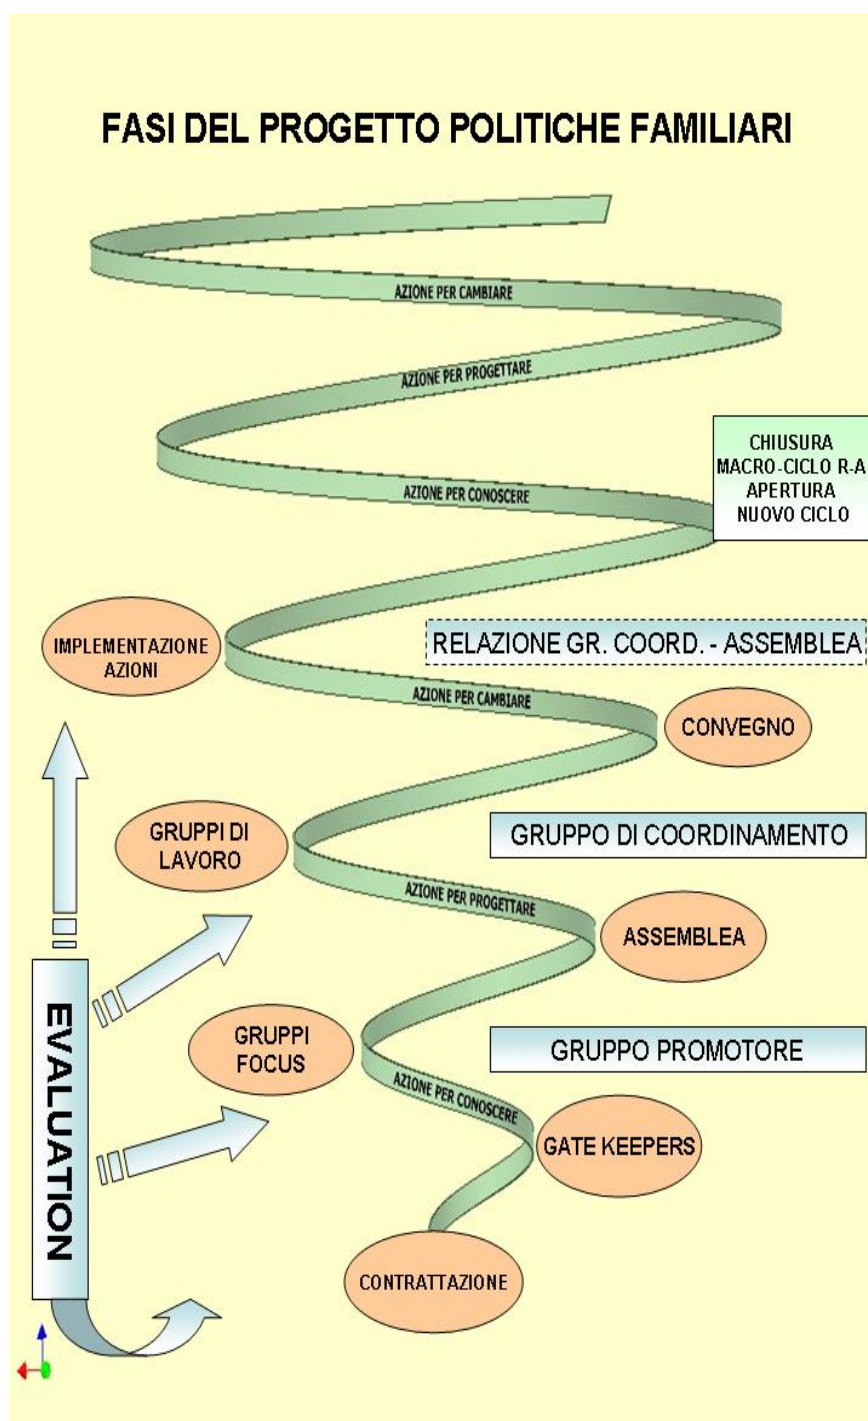 FASI DEL PROGETTO POLITICHE FAMILIARI
AZIONE PER CAMBIARE
AZIONE PER PROGETTARE
CHIUSURA
MACRO-CICLO R-A
APERTURA
NUOVO CICLO
AZIONE PER CONOSCERE
IMPLEMENTAZIONE
AZIONI
RELAZIONE GR. COORD. - ASSEMBLEA
AZIONE PER CAMBIARE
CONVEGNO
GRUPPI DI
LAVORO
GRUPPO DI COORDINAMENTO
AZIONE PER PROGETTARE
ASSEMBLEA
EVALUATION
GRUPPI
FOCUS
GRUPPO PROMOTORE
AZIONE PER CONOSCERE
GATE KEEPERS
CONTRATTAZIONE